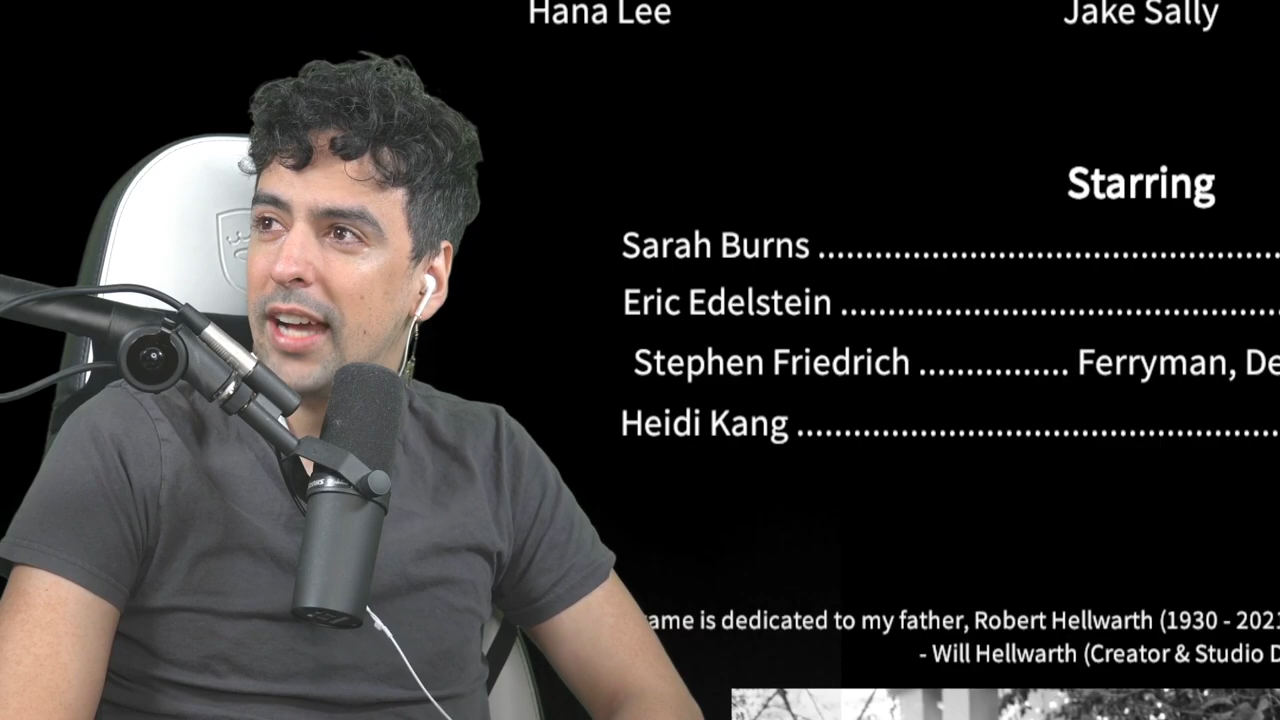 Hana Lee
Jake Sally
Starring
Sarah Burns ........................................
Eric Edelstein ......................................
Stephen Friedrich ................ Ferryman, De
Heidi Kang .........................................
ame is dedicated to my father, Robert Hellwarth (1930 - 2021
- Will Hellwarth (Creator & Studio D